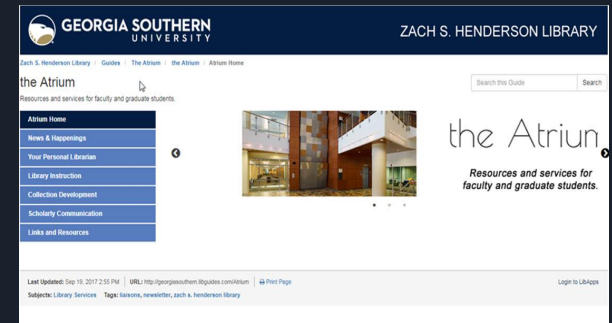 GEORGIA SOUTHERN
UNIVERSITY
ZACH S. HENDERSON LIBRARY
Zach S. Henderson Library / Guides / The Atrium / the Atrium / Atrium Home
the Atrium
Resources and services for faculty and graduate students.
Search this Guide
Search
Atrium Home
News & Happenings
Your Personal Librarian
Library Instruction
Collection Development
Scholarly Communication
Links and Resources
the Atrium
Resources and services for
faculty and graduate students.
Last Updated: Sep 19, 2017 2:55 PM
URL: http://georgiasouthern.libguides.com/Atrium
Print Page
Login to LibApps
Subjects: Library Services Tags: liaisons, newsletter, zach s. henderson library